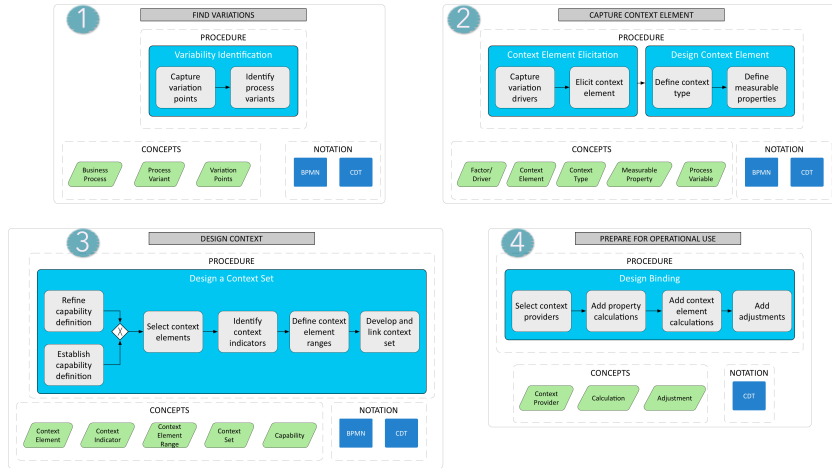 1
FIND VARIATIONS
PROCEDURE
Variability Identification
Capture
variation
points
Identify
process
variants
CONCEPTS
Business
Process
Process
Variant
Variation
Points
NOTATION
BPMN
CDT
2
CAPTURE CONTEXT ELEMENT
PROCEDURE
Context Element Elicitation
Capture
variation
drivers
Elicit context
element
Design Context Element
Define context
type
Define
measurable
properties
CONCEPTS
Factor/
Driver
Context
Element
Context
Type
Measurable
Property
Process
Variable
NOTATION
BPMN
CDT
3
DESIGN CONTEXT
PROCEDURE
Design a Context Set
Refine
capability
definition
Establish
capability
definition
X
Select context
elements
Identify
context
indicators
Define context
element
ranges
Develop and
link context
set
CONCEPTS
Context
Element
Context
Indicator
Context
Element
Range
Context
Set
Capability
NOTATION
BPMN
CDT
4
PREPARE FOR OPERATIONAL USE
PROCEDURE
Design Binding
Select context
providers
Add property
calculations
Add context
element
calculations
Add
adjustments
CONCEPTS
Context
Provider
Calculation
Adjustment
NOTATION
CDT